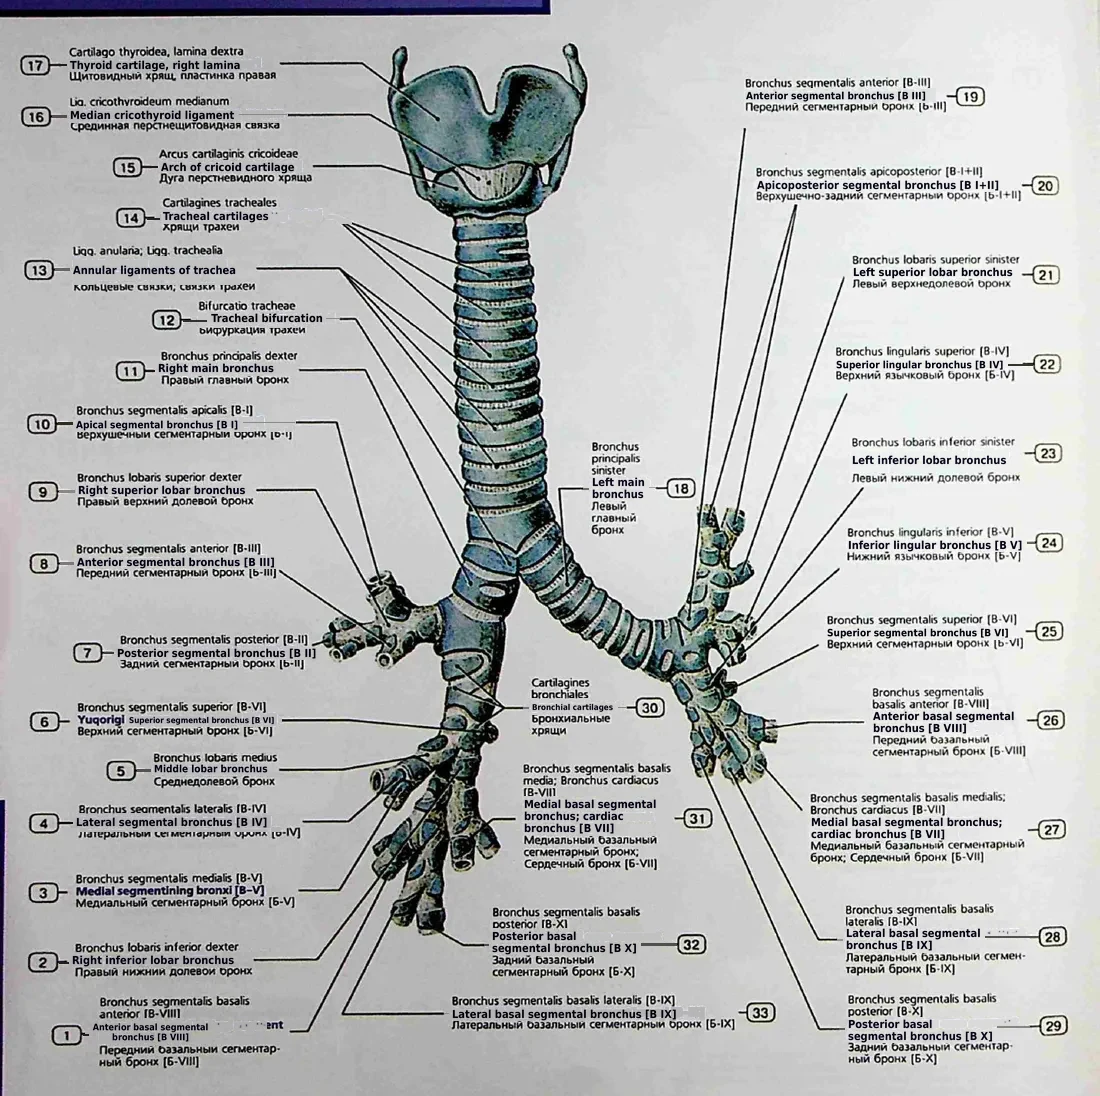 17
Cartilago thyroidea, lamina dextra
Thyroid cartilage, right lamina
Щитовидный хрящ, пластинка правая
16
Lig. cricothyroideum medianum
Median cricothyroid ligament
Срединная перстнещитовидная связка
15
Arcus cartilaginis cricoideae
Arch of cricoid cartilage
Дуга перстневидного хряща
14
Cartilagines tracheales
Tracheal cartilages
Хрящи трахеи
13
Ligg. anularia; Ligg. trachealia
Annular ligaments of trachea
Кольцевые связки; связки трахеи
12
Bifurcatio tracheae
Tracheal bifurcation
Бифуркация трахеи
11
Bronchus principalis dexter
Right main bronchus
Правый главный бронх
10
Bronchus segmentalis apicalis [B-I]
Apical segmental bronchus [B I]
Верхушечный сегментарный бронх [Б-I]
9
Bronchus lobaris superior dexter
Right superior lobar bronchus
Правый верхний долевой бронх
8
Bronchus segmentalis anterior [B-III]
Anterior segmental bronchus [B III]
Передний сегментарный бронх [Б-III]
7
Bronchus segmentalis posterior [B-II]
Posterior segmental bronchus [B II]
Задний сегментарный бронх [Б-II]
6
Bronchus segmentalis superior [B-VI]
Yuqorigi Superior segmental bronchus [B VI]
Верхний сегментарный бронх [Б-VI]
5
Bronchus lobaris medius
Middle lobar bronchus
Среднедолевой бронх
4
Bronchus segmentalis lateralis [B-IV]
Lateral segmental bronchus [B IV]
Латеральный сегментарный бронх [Б-IV]
3
Bronchus segmentalis medialis [B-V]
Medial segmentining bronxi [B-V]
Медиальный сегментарный бронх [Б-V]
2
Bronchus lobaris inferior dexter
Right inferior lobar bronchus
Правый нижний долевой бронх
1
Bronchus segmentalis basalis
anterior [B-VIII]
Anterior basal segmental ent
bronchus [B VIII]
Передний базальный сегментар-
ный бронх [Б-VIII]
18
Bronchus
principalis
sinister
Left main
bronchus
Левый
главный
бронх
30
Cartilagines
bronchiales
Bronchial cartilages
Бронхиальные
хрящи
31
Bronchus segmentalis basalis
media; Bronchus cardiacus
[B-VII]
Medial basal segmental
bronchus; cardiac
bronchus [B VII]
Медиальный базальный
сегментарный бронх;
Сердечный бронх [Б-VII]
32
Bronchus segmentalis basalis
posterior [B-X]
Posterior basal
segmental bronchus [B X]
Задний базальный
сегментарный бронх [Б-X]
33
Bronchus segmentalis basalis lateralis [B-IX]
Lateral basal segmental bronchus [B IX]
Латеральный базальный сегментарный бронх [Б-IX]
19
Bronchus segmentalis anterior [B-III]
Anterior segmental bronchus [B III]
Передний сегментарный бронх [Б-III]
20
Bronchus segmentalis apicoposterior [B-I+II]
Apicoposterior segmental bronchus [B I+II]
Верхушечно-задний сегментарный бронх [Б-I+II]
21
Bronchus lobaris superior sinister
Left superior lobar bronchus
Левый верхнедолевой бронх
22
Bronchus lingularis superior [B-IV]
Superior lingular bronchus [B IV]
Верхний язычковый бронх [Б-IV]
23
Bronchus lobaris inferior sinister
Left inferior lobar bronchus
Левый нижний долевой бронх
24
Bronchus lingularis inferior [B-V]
Inferior lingular bronchus [B V]
Нижний язычковый бронх [Б-V]
25
Bronchus segmentalis superior [B-VI]
Superior segmental bronchus [B VI]
Верхний сегментарный бронх [Б-VI]
26
Bronchus segmentalis
basalis anterior [B-VIII]
Anterior basal segmental
bronchus [B VIII]
Передний базальный
сегментарный бронх [Б-VIII]
27
Bronchus segmentalis basalis medialis;
Bronchus cardiacus [B-VII]
Medial basal segmental bronchus;
cardiac bronchus [B VII]
Медиальный базальный сегментарный
бронх; Сердечный бронх [Б-VII]
28
Bronchus segmentalis basalis
lateralis [B-IX]
Lateral basal segmental
bronchus [B IX]
Латеральный базальный сегмен-
тарный бронх [Б-IX]
29
Bronchus segmentalis basalis
posterior [B-X]
Posterior basal
segmental bronchus [B X]
Задний базальный сегментар-
ный бронх [Б-X]